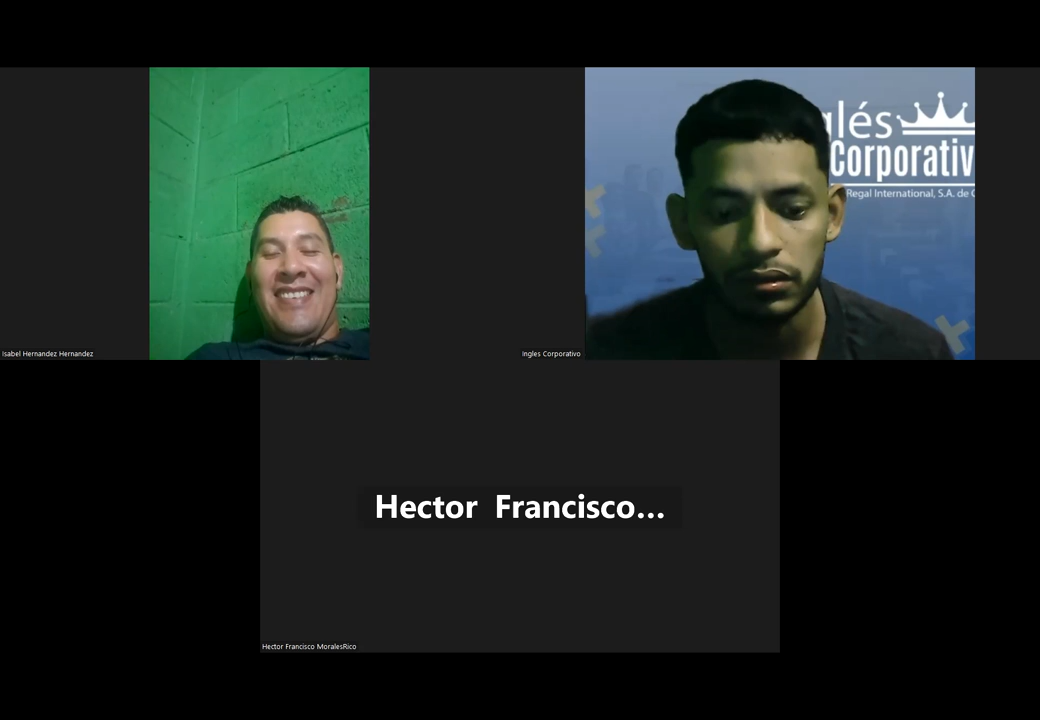 glés
Corporativ
Regal International, S.A. de C
Isabel Hernandez Hernandez
Ingles Corporativo
Hector Francisco...
Hector Francisco MoralesRico